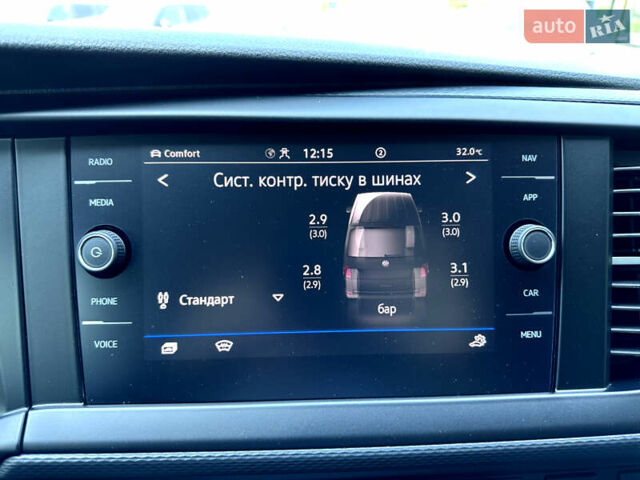 auto RIA
RADIO
MEDIA
PHONE
VOICE
Comfort
12:15
2
32.0°C
Сист. контр. тиску в шинах
2.9
(3.0)
3.0
(3.0)
2.8
(2.9)
3.1
(2.9)
Стандарт
бар
NAV
APP
CAR
MENU